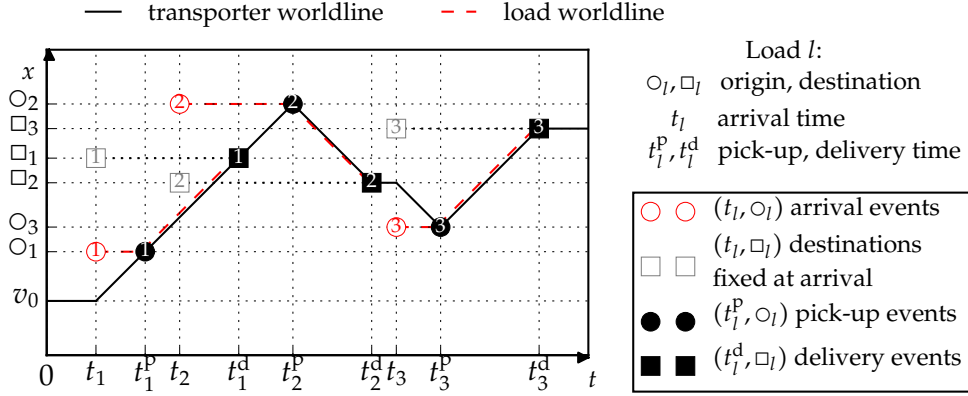 transporter worldline
load worldline
x
○₂
□₃
□₁
□₂
○₃
○₁
v₀
2
2
3
3
1
1
2
2
3
3
1
1
0
t₁
t₁ᵖ
t₂
t₁ᵈ
t₂ᵖ
t₂ᵈ
t₃
t₃ᵖ
t₃ᵈ
t
Load l:
○ₗ, □ₗ origin, destination
tₗ arrival time
tₗᵖ, tₗᵈ pick-up, delivery time
(tₗ, ○ₗ) arrival events
(tₗ, □ₗ) destinations
fixed at arrival
(tₗᵖ, ○ₗ) pick-up events
(tₗᵈ, □ₗ) delivery events